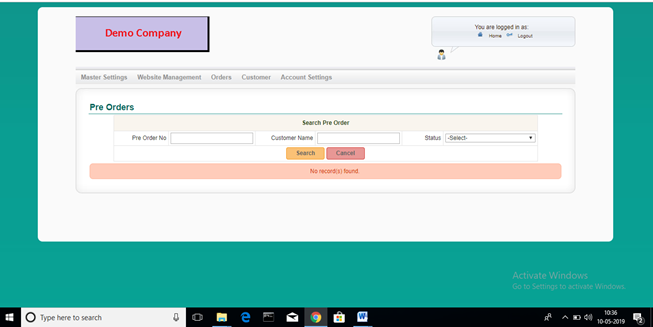 Demo Company
You are logged in as:
Home Logout
Master Settings Website Management Orders Customer Account Settings
Pre Orders
Search Pre Order
Pre Order No Customer Name Status -Select-
Search Cancel
No record(s) found.
Activate Windows
Go to Settings to activate Windows.
Type here to search
10:36
10-05-2019
2